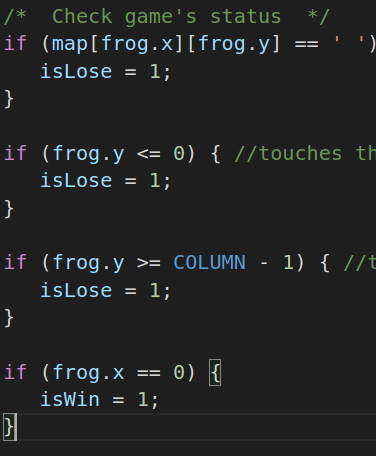 /*  Check game's status  */
if (map[frog.x][frog.y] == ' ')
   isLose = 1;
}
if (frog.y <= 0) { //touches th
   isLose = 1;
}
if (frog.y >= COLUMN - 1) { //t
   isLose = 1;
}
if (frog.x == 0) {
   isWin = 1;
}